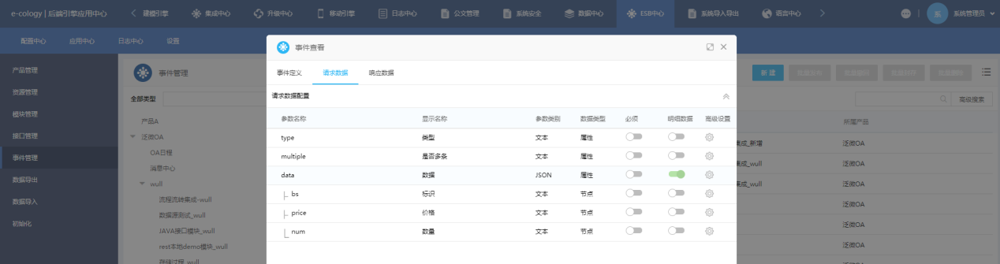 e-cology | 后端引擎应用中心 建模引擎 集成中心 升级中心 移动引擎 日志中心 公文管理 系统安全 数据中心 ESB中心 系统导入导出 语言中心 系 系统管理员
配置中心 应用中心 日志中心 设置
事件查看
产品管理
事件管理
事件定义 请求数据 响应数据
新建
资源管理
请求数据配置
全部类型
高级搜索
模块管理
参数名称 显示名称 参数类别 数据类型 必须 明细数据 高级设置
产品A
所属产品
接口管理
type 类型 文本 属性
泛微OA
集成_新增 泛微OA
事件管理
multiple 是否多条 文本 属性
OA日程
集成_wull 泛微OA
消息中心
数据导出
data 数据 JSON 属性
wull
集成_wull 泛微OA
数据导入
bs 标识 文本 节点
流程流转集成-wull
泛微OA
price 价格 文本 节点
数据源测试_wull
初始化
num 数量 文本 节点
JAVA接口模块_wull
泛微OA
rest本地demo模块_wull
泛微OA
存储过程_wull
泛微OA